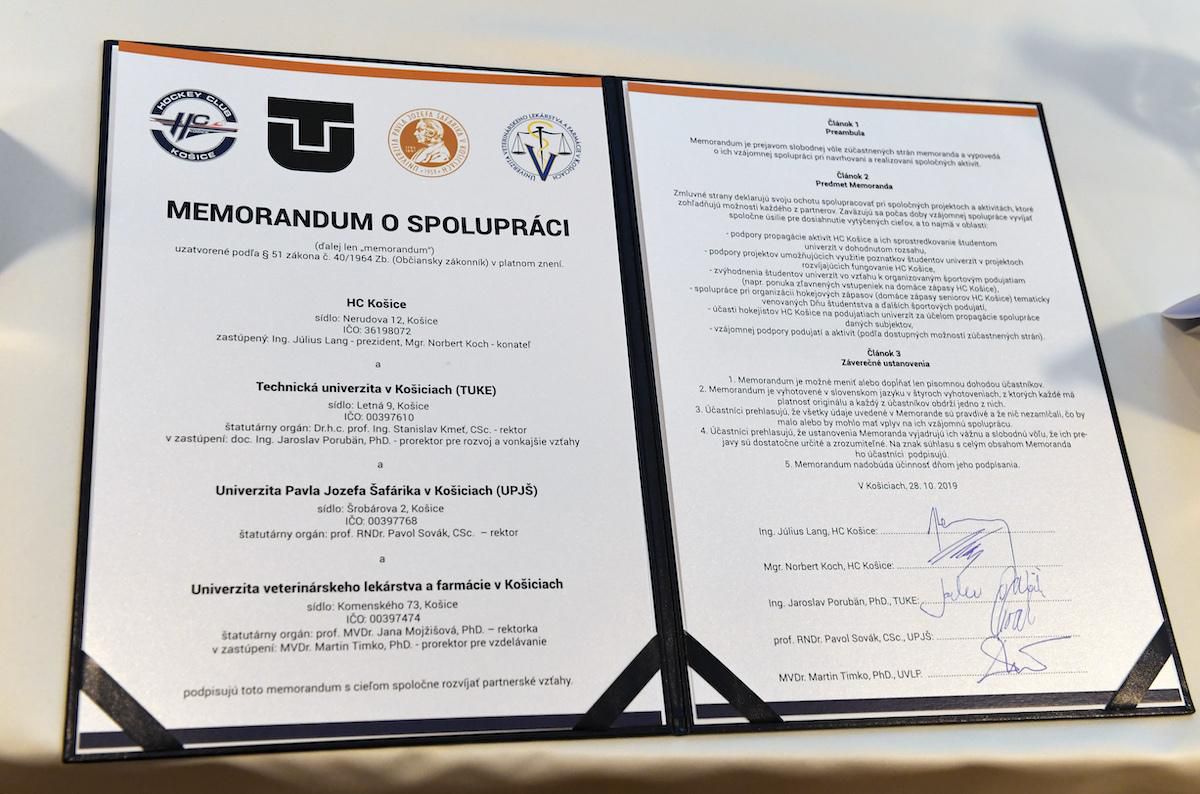 HOCKEY CLUB
HC
KOŠICE
TU
UNIVERZITA PAVLA JOZEFA ŠAFÁRIKA V KOŠICIACH
1959
UNIVERZITA VETERINÁRSKEHO LEKÁRSTVA A FARMÁCIE V KOŠICIACH
MEMORANDUM O SPOLUPRÁCI
(ďalej len „memorandum“)
uzatvorené podľa § 51 zákona č. 40/1964 Zb. (Občiansky zákonník) v platnom znení.
HC Košice
sídlo: Nerudova 12, Košice
IČO: 36198072
zastúpený: Ing. Július Lang - prezident, Mgr. Norbert Koch - konateľ
a
Technická univerzita v Košiciach (TUKE)
sídlo: Letná 9, Košice
IČO: 00397610
štatutárny orgán: Dr.h.c. prof. Ing. Stanislav Kmeť, CSc. - rektor
v zastúpení: doc. Ing. Jaroslav Porubän, PhD. - prorektor pre rozvoj a vonkajšie vzťahy
a
Univerzita Pavla Jozefa Šafárika v Košiciach (UPJŠ)
sídlo: Šrobárova 2, Košice
IČO: 00397768
štatutárny orgán: prof. RNDr. Pavol Sovák, CSc. – rektor
a
Univerzita veterinárskeho lekárstva a farmácie v Košiciach
sídlo: Komenského 73, Košice
IČO: 00397474
štatutárny orgán: prof. MVDr. Jana Mojžišová, PhD. – rektorka
v zastúpení: MVDr. Martin Timko, PhD. - prorektor pre vzdelávanie
podpisujú toto memorandum s cieľom spoločne rozvíjať partnerské vzťahy.
Článok 1
Preambula
Memorandum je prejavom slobodnej vôle zúčastnených strán memoranda a vypovedá
o ich vzájomnej spolupráci pri navrhovaní a realizovaní spoločných aktivít.
Článok 2
Predmet Memoranda
Zmluvné strany deklarujú svoju ochotu spolupracovať pri spoločných projektoch a aktivitách, ktoré
zohľadňujú možnosti každého z partnerov. Zaväzujú sa počas doby vzájomnej spolupráce vyvíjať
spoločne úsilie pre dosiahnutie vytýčených cieľov, a to najmä v oblasti:
- podpory propagácie aktivít HC Košice a ich sprostredkovanie študentom
univerzít v dohodnutom rozsahu,
- podpory projektov umožňujúcich využitie poznatkov študentov univerzít v projektoch
rozvíjajúcich fungovanie HC Košice,
- zvýhodnenia študentov univerzít vo vzťahu k organizovaným športovým podujatiam
(napr. ponuka zľavnených vstupeniek na domáce zápasy HC Košice),
- spolupráce pri organizácii hokejových zápasov (domáce zápasy seniorov HC Košice) tematicky
venovaných Dňu študentstva a ďalších športových podujatí,
- účasti hokejistov HC Košice na podujatiach univerzít za účelom propagácie spolupráce
daných subjektov,
- vzájomnej podpory podujatí a aktivít (podľa dostupných možností zúčastnených strán).
Článok 3
Záverečné ustanovenia
1. Memorandum je možné meniť alebo dopĺňať len písomnou dohodou účastníkov.
2. Memorandum je vyhotovené v slovenskom jazyku v štyroch vyhotoveniach, z ktorých každé má
platnosť originálu a každý z účastníkov obdrží jedno z nich.
3. Účastníci prehlasujú, že všetky údaje uvedené v Memorande sú pravdivé a že nič nezamlčali, čo by
malo alebo by mohlo mať vplyv na ich vzájomnú spoluprácu.
4. Účastníci prehlasujú, že ustanovenia Memoranda vyjadrujú ich vážnu a slobodnú vôľu, že ich pre-
javy sú dostatočne určité a zrozumiteľné. Na znak súhlasu s celým obsahom Memoranda
ho účastníci podpisujú.
5. Memorandum nadobúda účinnosť dňom jeho podpísania.
V Košiciach, 28. 10. 2019
Ing. Július Lang, HC Košice:
Mgr. Norbert Koch, HC Košice:
Ing. Jaroslav Porubän, PhD., TUKE:
prof. RNDr. Pavol Sovák, CSc., UPJŠ:
MVDr. Martin Timko, PhD., UVLF: